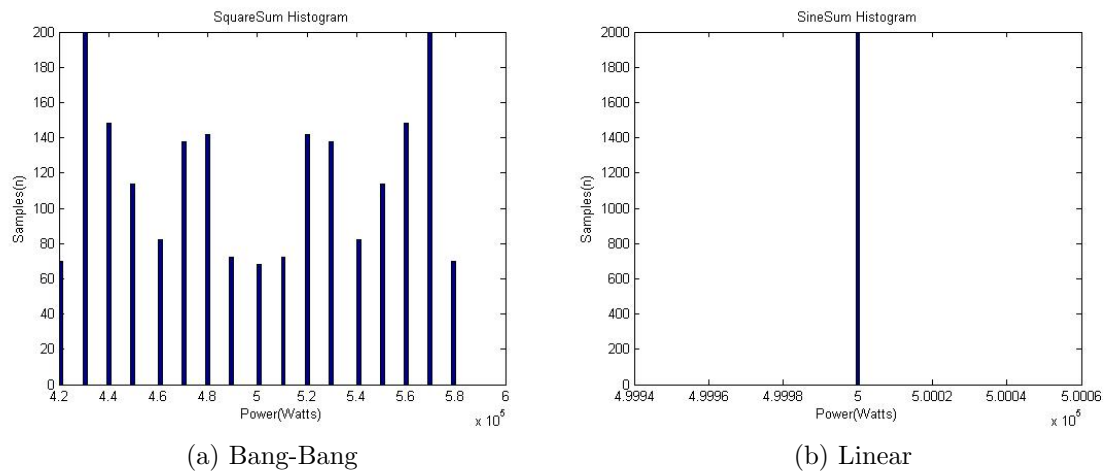 SquareSum Histogram
200
180
160
140
120
100
80
60
40
20
0
Samples(n)
4.2 4.4 4.6 4.8 5 5.2 5.4 5.6 5.8 6
Power(Watts)
x 10^5
(a) Bang-Bang
SineSum Histogram
2000
1800
1600
1400
1200
1000
800
600
400
200
0
Samples(n)
4.9994 4.9996 4.9998 5 5.0002 5.0004 5.0006
Power(Watts)
x 10^5
(b) Linear